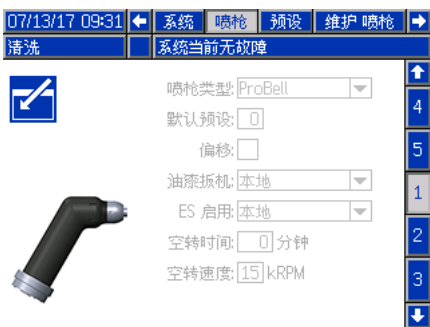 07/13/17 09:31 系统 喷枪 预设 维护 喷枪
清洗 系统当前无故障
喷枪类型: ProBell
默认预设: 0
偏移:
油漆扳机: 本地
ES 启用: 本地
空转时间: 0 分钟
空转速度: 15 kRPM
4
5
1
2
3